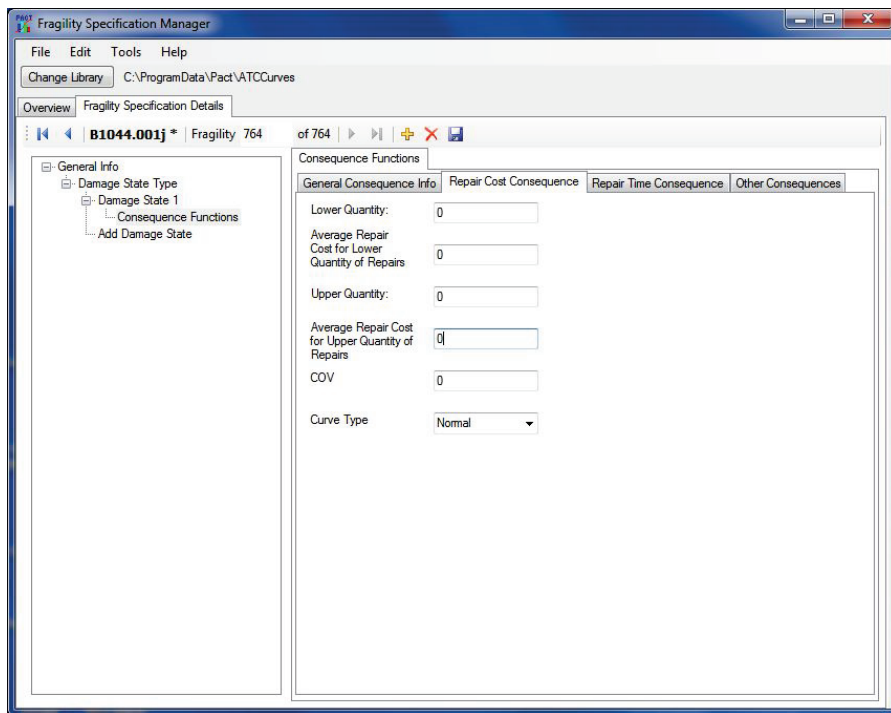 PACT
Fragility Specification Manager
File Edit Tools Help
Change Library C:\ProgramData\Pact\ATCCurves
Overview Fragility Specification Details
B1044.001j * Fragility 764 of 764
General Info
Damage State Type
Damage State 1
Consequence Functions
Add Damage State
Consequence Functions
General Consequence Info Repair Cost Consequence Repair Time Consequence Other Consequences
Lower Quantity: 0
Average Repair
Cost for Lower
Quantity of Repairs
0
Upper Quantity: 0
Average Repair Cost
for Upper Quantity of
Repairs
0
COV 0
Curve Type Normal